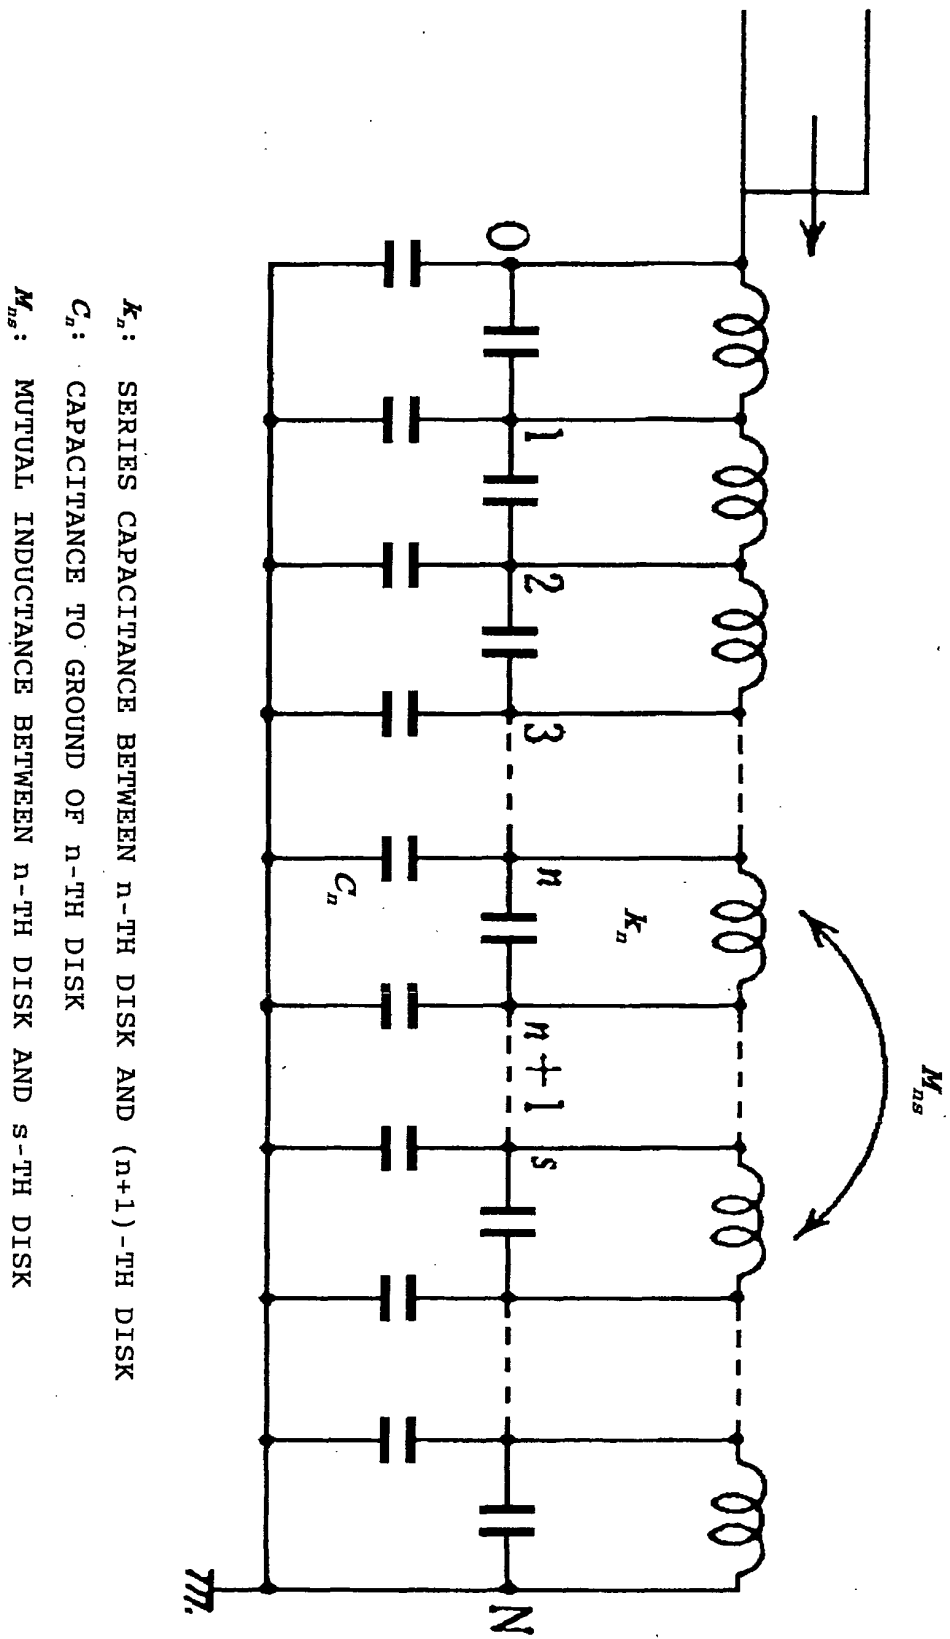 M_ns
k_n
C_n
0
1
2
3
n
n+1
s
N
k_n: SERIES CAPACITANCE BETWEEN n-TH DISK AND (n+1)-TH DISK
C_n: CAPACITANCE TO GROUND OF n-TH DISK
M_ns: MUTUAL INDUCTANCE BETWEEN n-TH DISK AND s-TH DISK